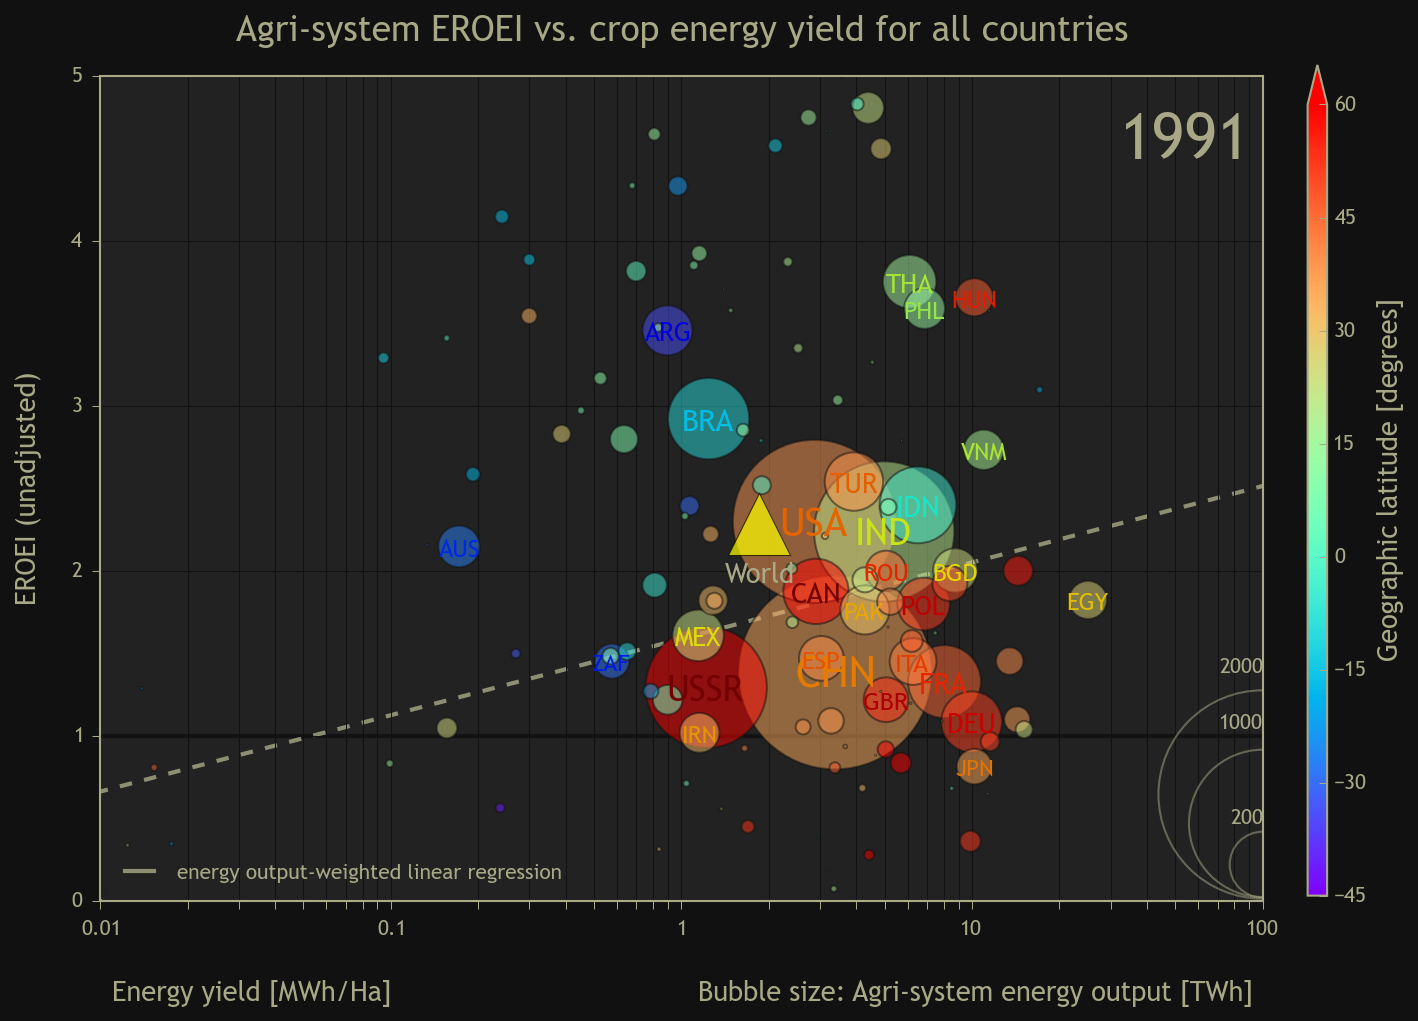 Agri-system EROEI vs. crop energy yield for all countries
5
4
3
2
1
0
EROEI (unadjusted)
1991
THA
PHL
HUN
ARG
BRA
VNM
TUR
IDN
USA
IND
AUS
World
ROU
BGD
CAN
PAK
POL
EGY
MEX
ZAF
ESP
ITA
CHN
USSR
FRA
GBR
DEU
IRN
JPN
2000
1000
200
energy output-weighted linear regression
0.01
0.1
1
10
100
Energy yield [MWh/Ha]
Bubble size: Agri-system energy output [TWh]
60
45
30
15
0
−15
−30
−45
Geographic latitude [degrees]